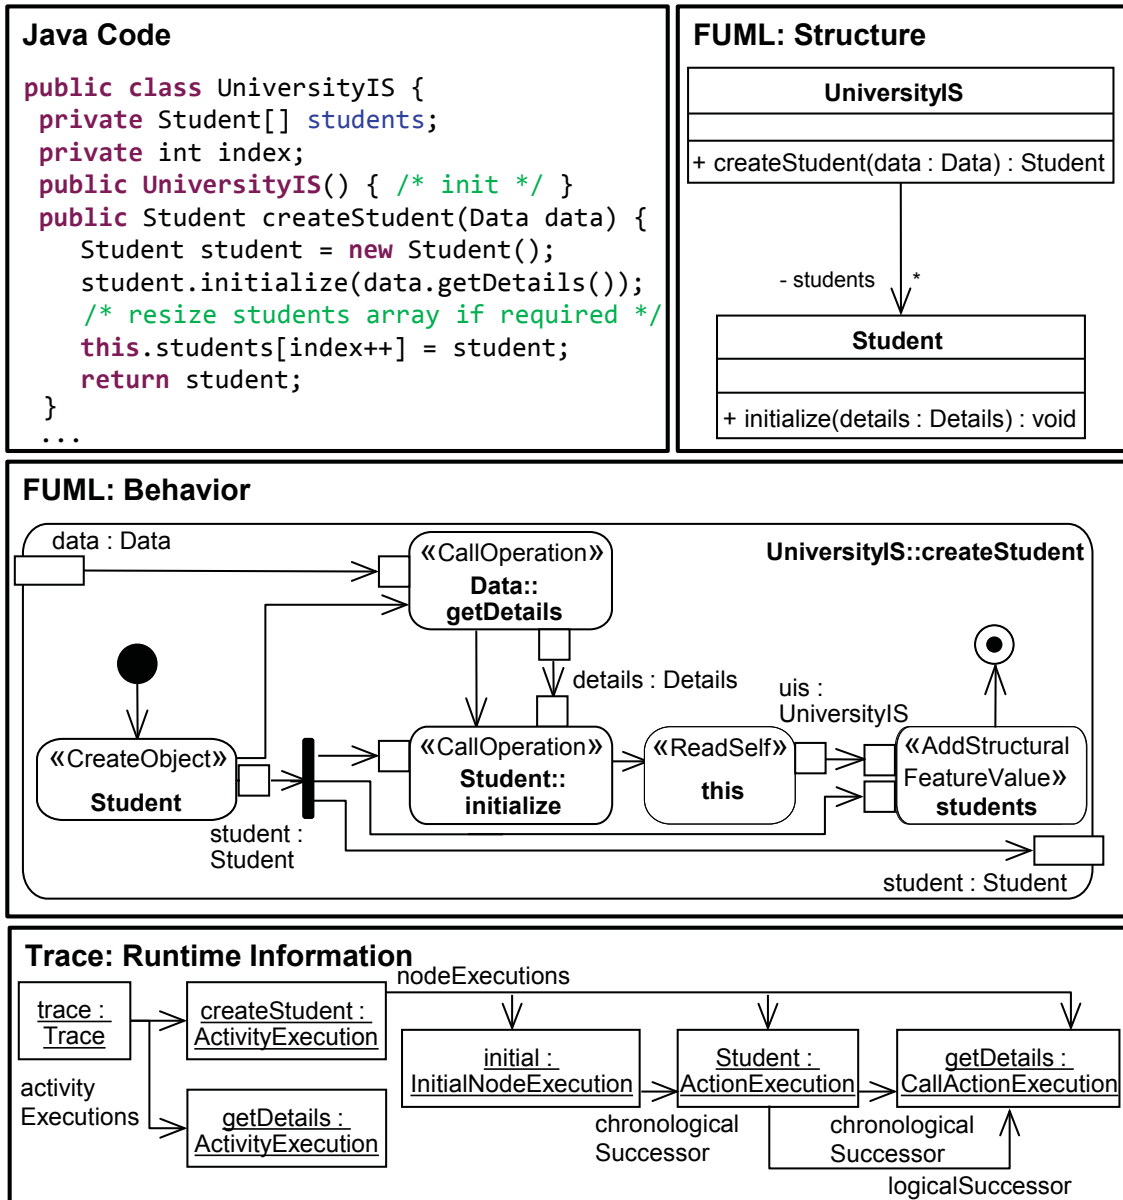 Java Code
public class UniversityIS {
private Student[] students;
private int index;
public UniversityIS() { /* init */ }
public Student createStudent(Data data) {
Student student = new Student();
student.initialize(data.getDetails());
/* resize students array if required */
this.students[index++] = student;
return student;
}
...
FUML: Structure
UniversityIS
+ createStudent(data : Data) : Student
- students
*
Student
+ initialize(details : Details) : void
FUML: Behavior
data : Data
«CallOperation»
Data::
getDetails
UniversityIS::createStudent
details : Details
uis :
UniversityIS
«CreateObject»
Student
student :
Student
«CallOperation»
Student::
initialize
«ReadSelf»
this
«AddStructural
FeatureValue»
students
student : Student
Trace: Runtime Information
nodeExecutions
trace :
Trace
createStudent :
ActivityExecution
activity
Executions
getDetails :
ActivityExecution
initial :
InitialNodeExecution
Student :
ActionExecution
getDetails :
CallActionExecution
chronological
Successor
chronological
Successor
logicalSuccessor